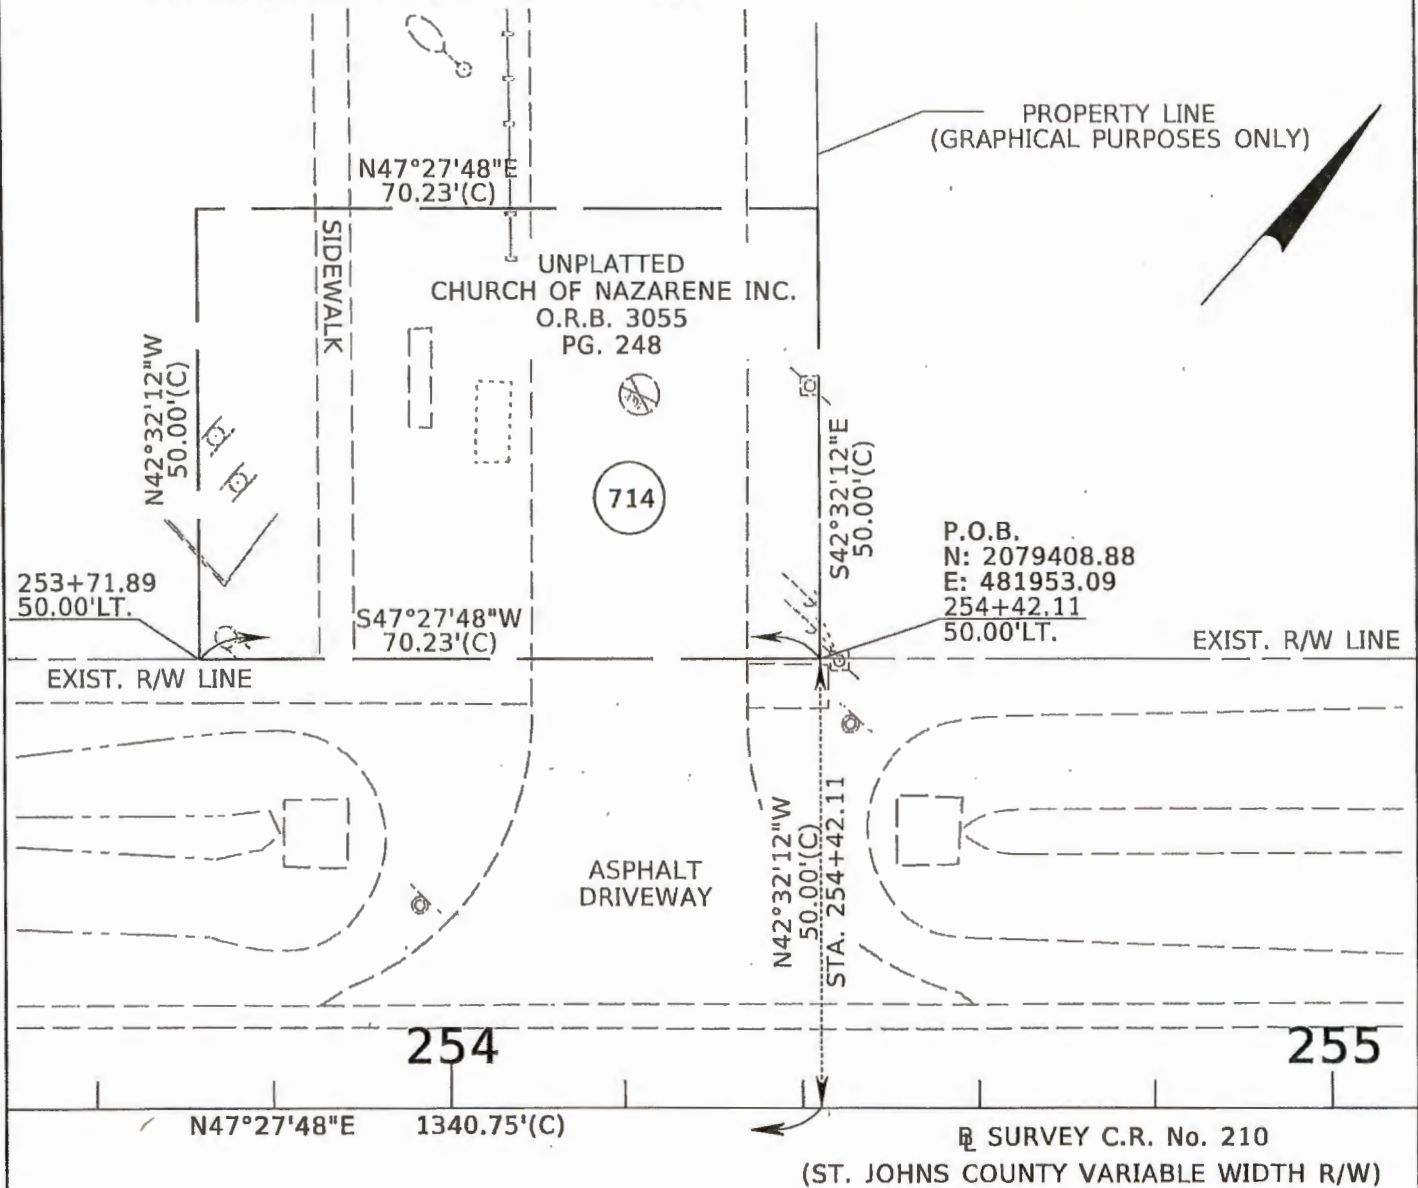 PROPERTY LINE
(GRAPHICAL PURPOSES ONLY)
N47°27'48"E
70.23'(C)
SIDEWALK
UNPLATTED
CHURCH OF NAZARENE INC.
O.R.B. 3055
PG. 248
N42°32'12"W
50.00'(C)
714
S42°32'12"E
50.00'(C)
P.O.B.
N: 2079408.88
E: 481953.09
254+42.11
50.00'LT.
253+71.89
50.00'LT.
S47°27'48"W
70.23'(C)
EXIST. R/W LINE
EXIST. R/W LINE
ASPHALT
DRIVEWAY
N42°32'12"W
50.00'(C)
STA. 254+42.11
254
255
N47°27'48"E 1340.75'(C)
BL SURVEY C.R. No. 210
(ST. JOHNS COUNTY VARIABLE WIDTH R/W)